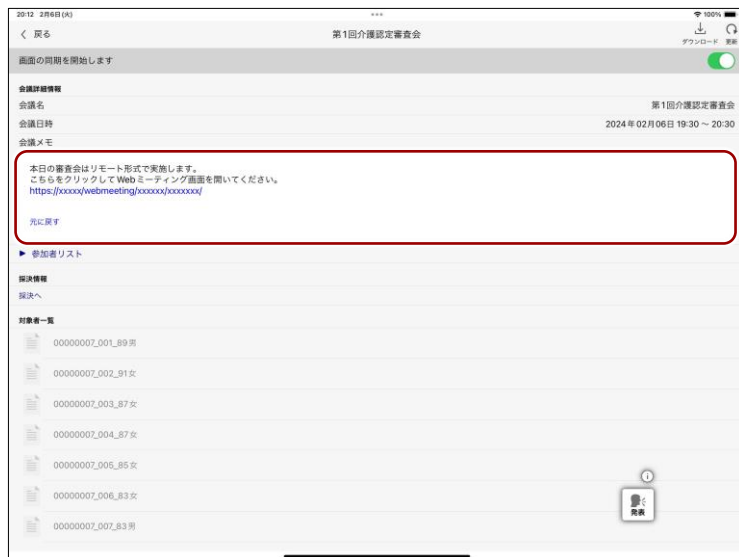 20:12 2月6日(火)
100%
戻る
第1回介護認定審査会
ダウンロード 更新
画面の同期を開始します
会議詳細情報
会議名 第1回介護認定審査会
会議日時 2024年02月06日 19:30 ~ 20:30
会議メモ
本日の審査会はリモート形式で実施します。
こちらをクリックしてWebミーティング画面を開いてください。
https://xxxxx/webmeeting/xxxxxx/xxxxxxx/
元に戻す
▶ 参加者リスト
採決情報
採決へ
対象者一覧
00000007_001_89男
00000007_002_91女
00000007_003_87女
00000007_004_87女
00000007_005_85女
00000007_006_83女
00000007_007_83男
発表